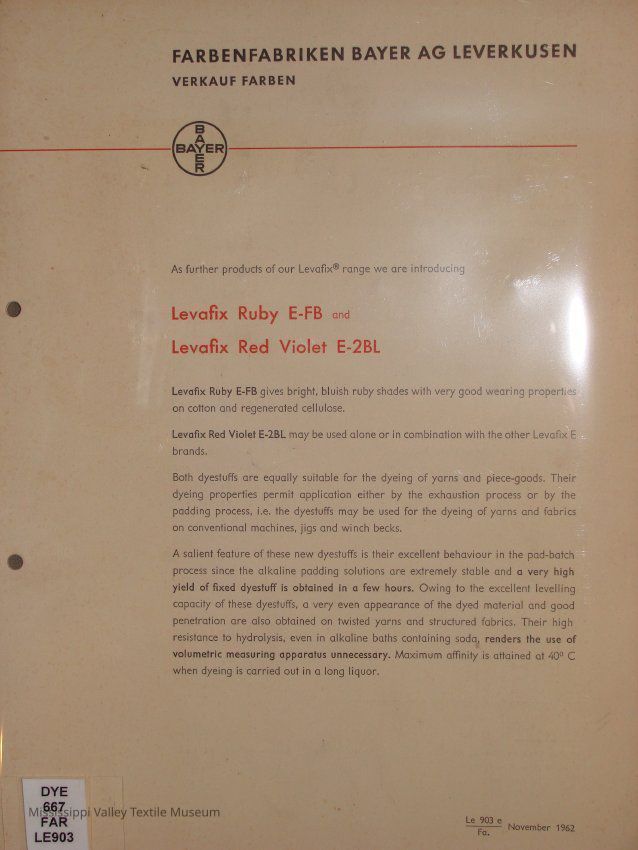 FARBENFABRIKEN BAYER AG LEVERKUSEN
VERKAUF FARBEN
BAYER
BAYER
As further products of our Levafix® range we are introducing
Levafix Ruby E-FB and
Levafix Red Violet E-2BL
Levafix Ruby E-FB gives bright, bluish ruby shades with very good wearing properties
on cotton and regenerated cellulose.
Levafix Red Violet E-2BL may be used alone or in combination with the other Levafix E
brands.
Both dyestuffs are equally suitable for the dyeing of yarns and piece-goods. Their
dyeing properties permit application either by the exhaustion process or by the
padding process, i.e. the dyestuffs may be used for the dyeing of yarns and fabrics
on conventional machines, jigs and winch becks.
A salient feature of these new dyestuffs is their excellent behaviour in the pad-batch
process since the alkaline padding solutions are extremely stable and a very high
yield of fixed dyestuff is obtained in a few hours. Owing to the excellent levelling
capacity of these dyestuffs, a very even appearance of the dyed material and good
penetration are also obtained on twisted yarns and structured fabrics. Their high
resistance to hydrolysis, even in alkaline baths containing soda, renders the use of
volumetric measuring apparatus unnecessary. Maximum affinity is attained at 40° C
when dyeing is carried out in a long liquor.
DYE
667
FAR
LE903
Mississippi Valley Textile Museum
Le 903 e
Fa.
November 1962